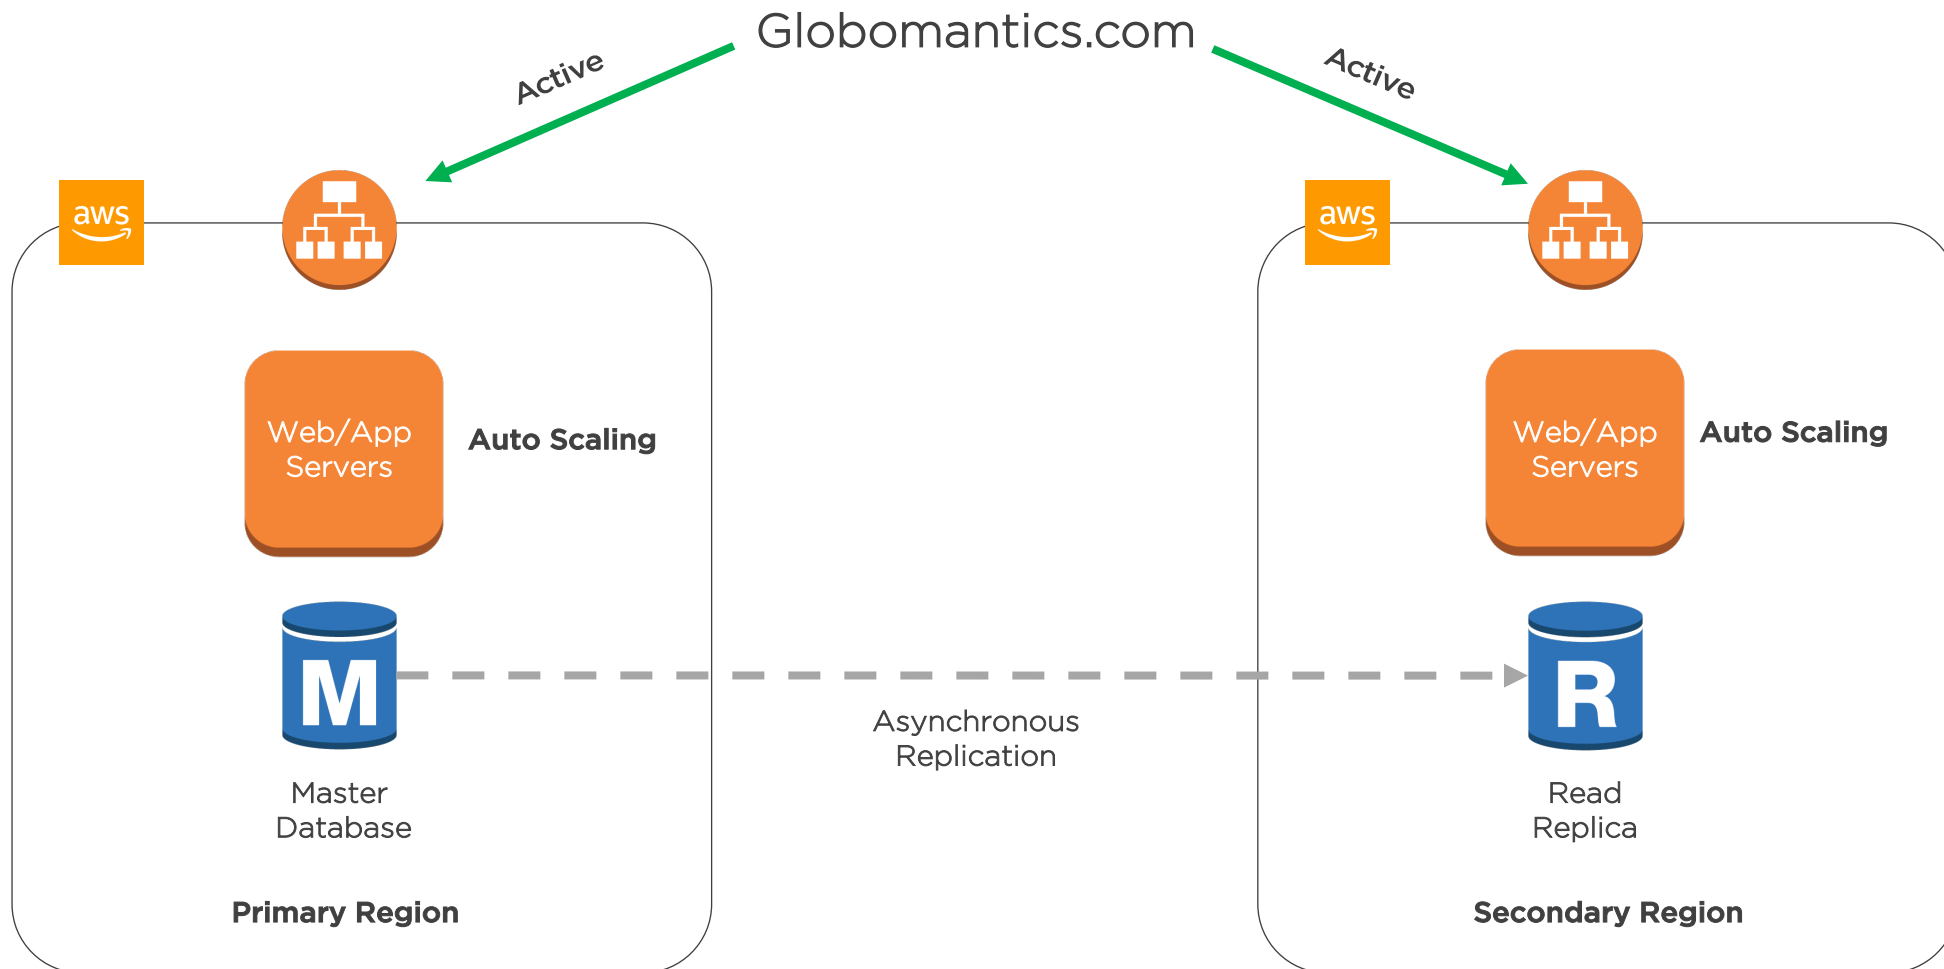 Globomantics.com
Active
Active
aws
aws
Web/App
Servers
Auto Scaling
Web/App
Servers
Auto Scaling
M
R
Asynchronous
Replication
Master
Database
Read
Replica
Primary Region
Secondary Region